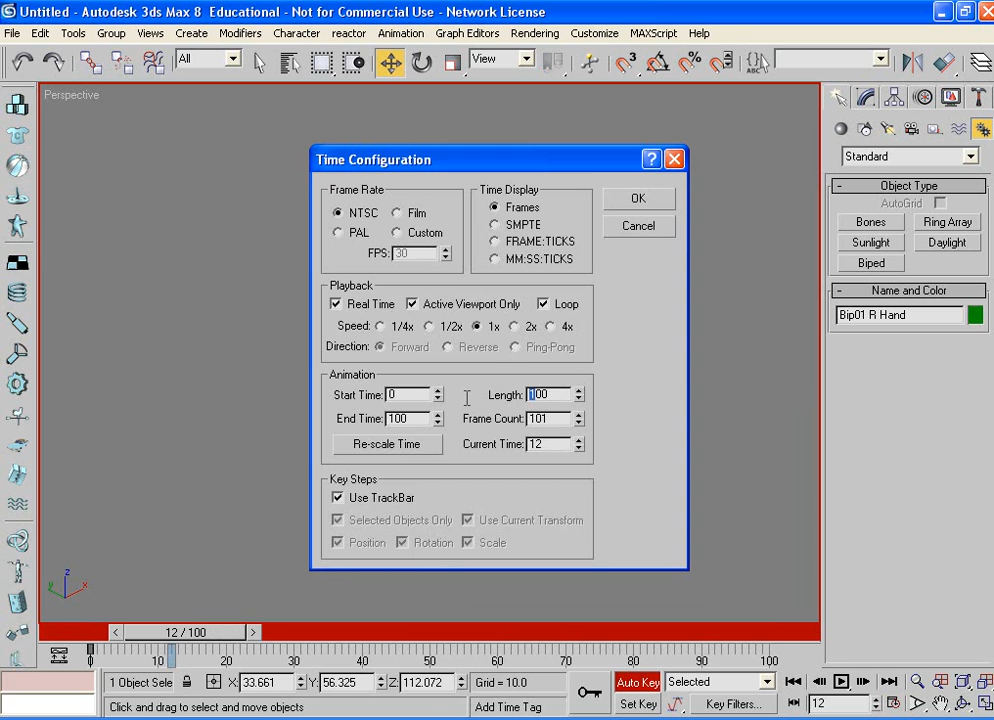 Untitled - Autodesk 3ds Max 8  Educational - Not for Commercial Use - Network License
File Edit Tools Group Views Create Modifiers Character reactor Animation Graph Editors Rendering Customize MAXScript Help
All View ABC
Perspective
Time Configuration
Frame Rate
NTSC Film
PAL Custom
FPS: 30
Time Display
Frames
SMPTE
FRAME:TICKS
MM:SS:TICKS
OK
Cancel
Playback
Real Time Active Viewport Only Loop
Speed: 1/4x 1/2x 1x 2x 4x
Direction: Forward Reverse Ping-Pong
Animation
Start Time: 0 Length: 100
End Time: 100 Frame Count: 101
Re-scale Time Current Time: 12
Key Steps
Use TrackBar
Selected Objects Only Use Current Transform
Position Rotation Scale
Standard
- Object Type
AutoGrid
Bones Ring Array
Sunlight Daylight
Biped
- Name and Color
Bip01 R Hand
z
y x
< 12 / 100 >
0 10 20 30 40 50 60 70 80 90 100
1 Object Sele X: 33.661 Y: 56.325 Z: 112.072 Grid = 10.0 Auto Key Selected
Click and drag to select and move objects Add Time Tag Set Key Key Filters... 12